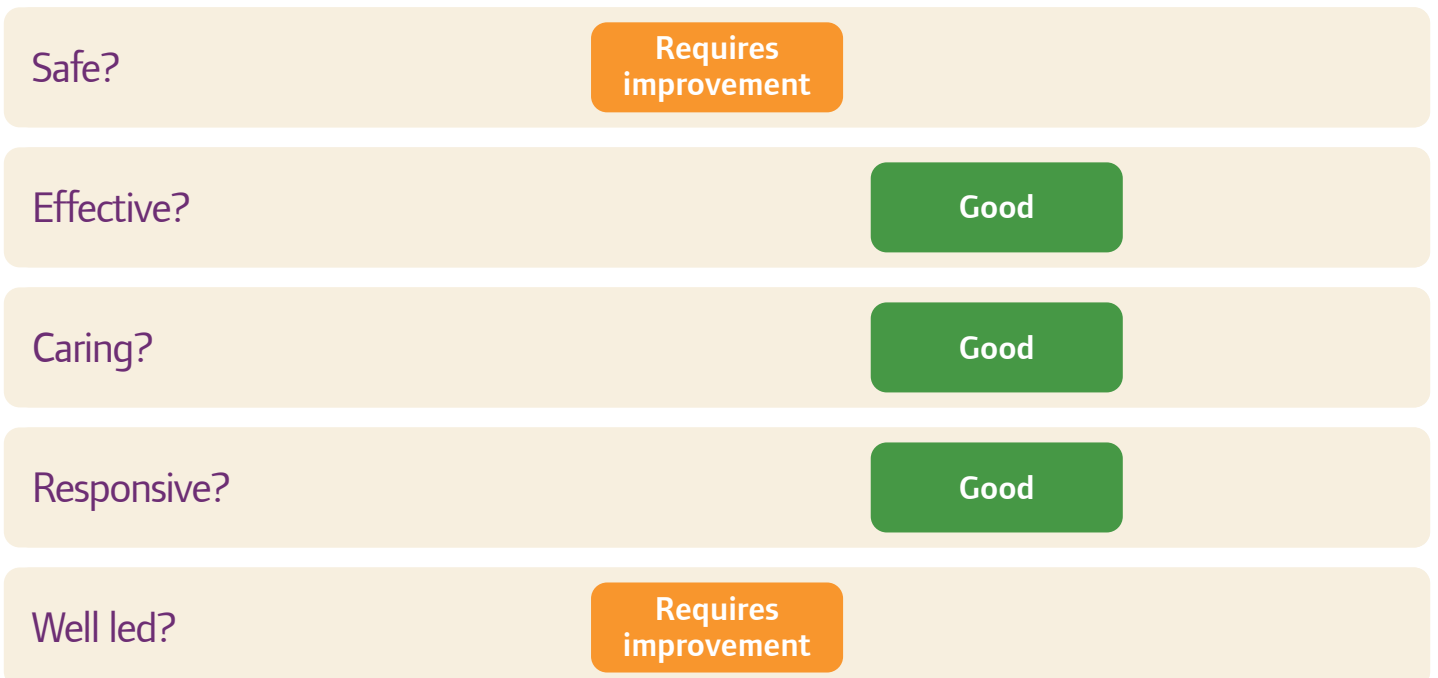 Safe?
Requires
improvement
Effective?
Good
Caring?
Good
Responsive?
Good
Well led?
Requires
improvement